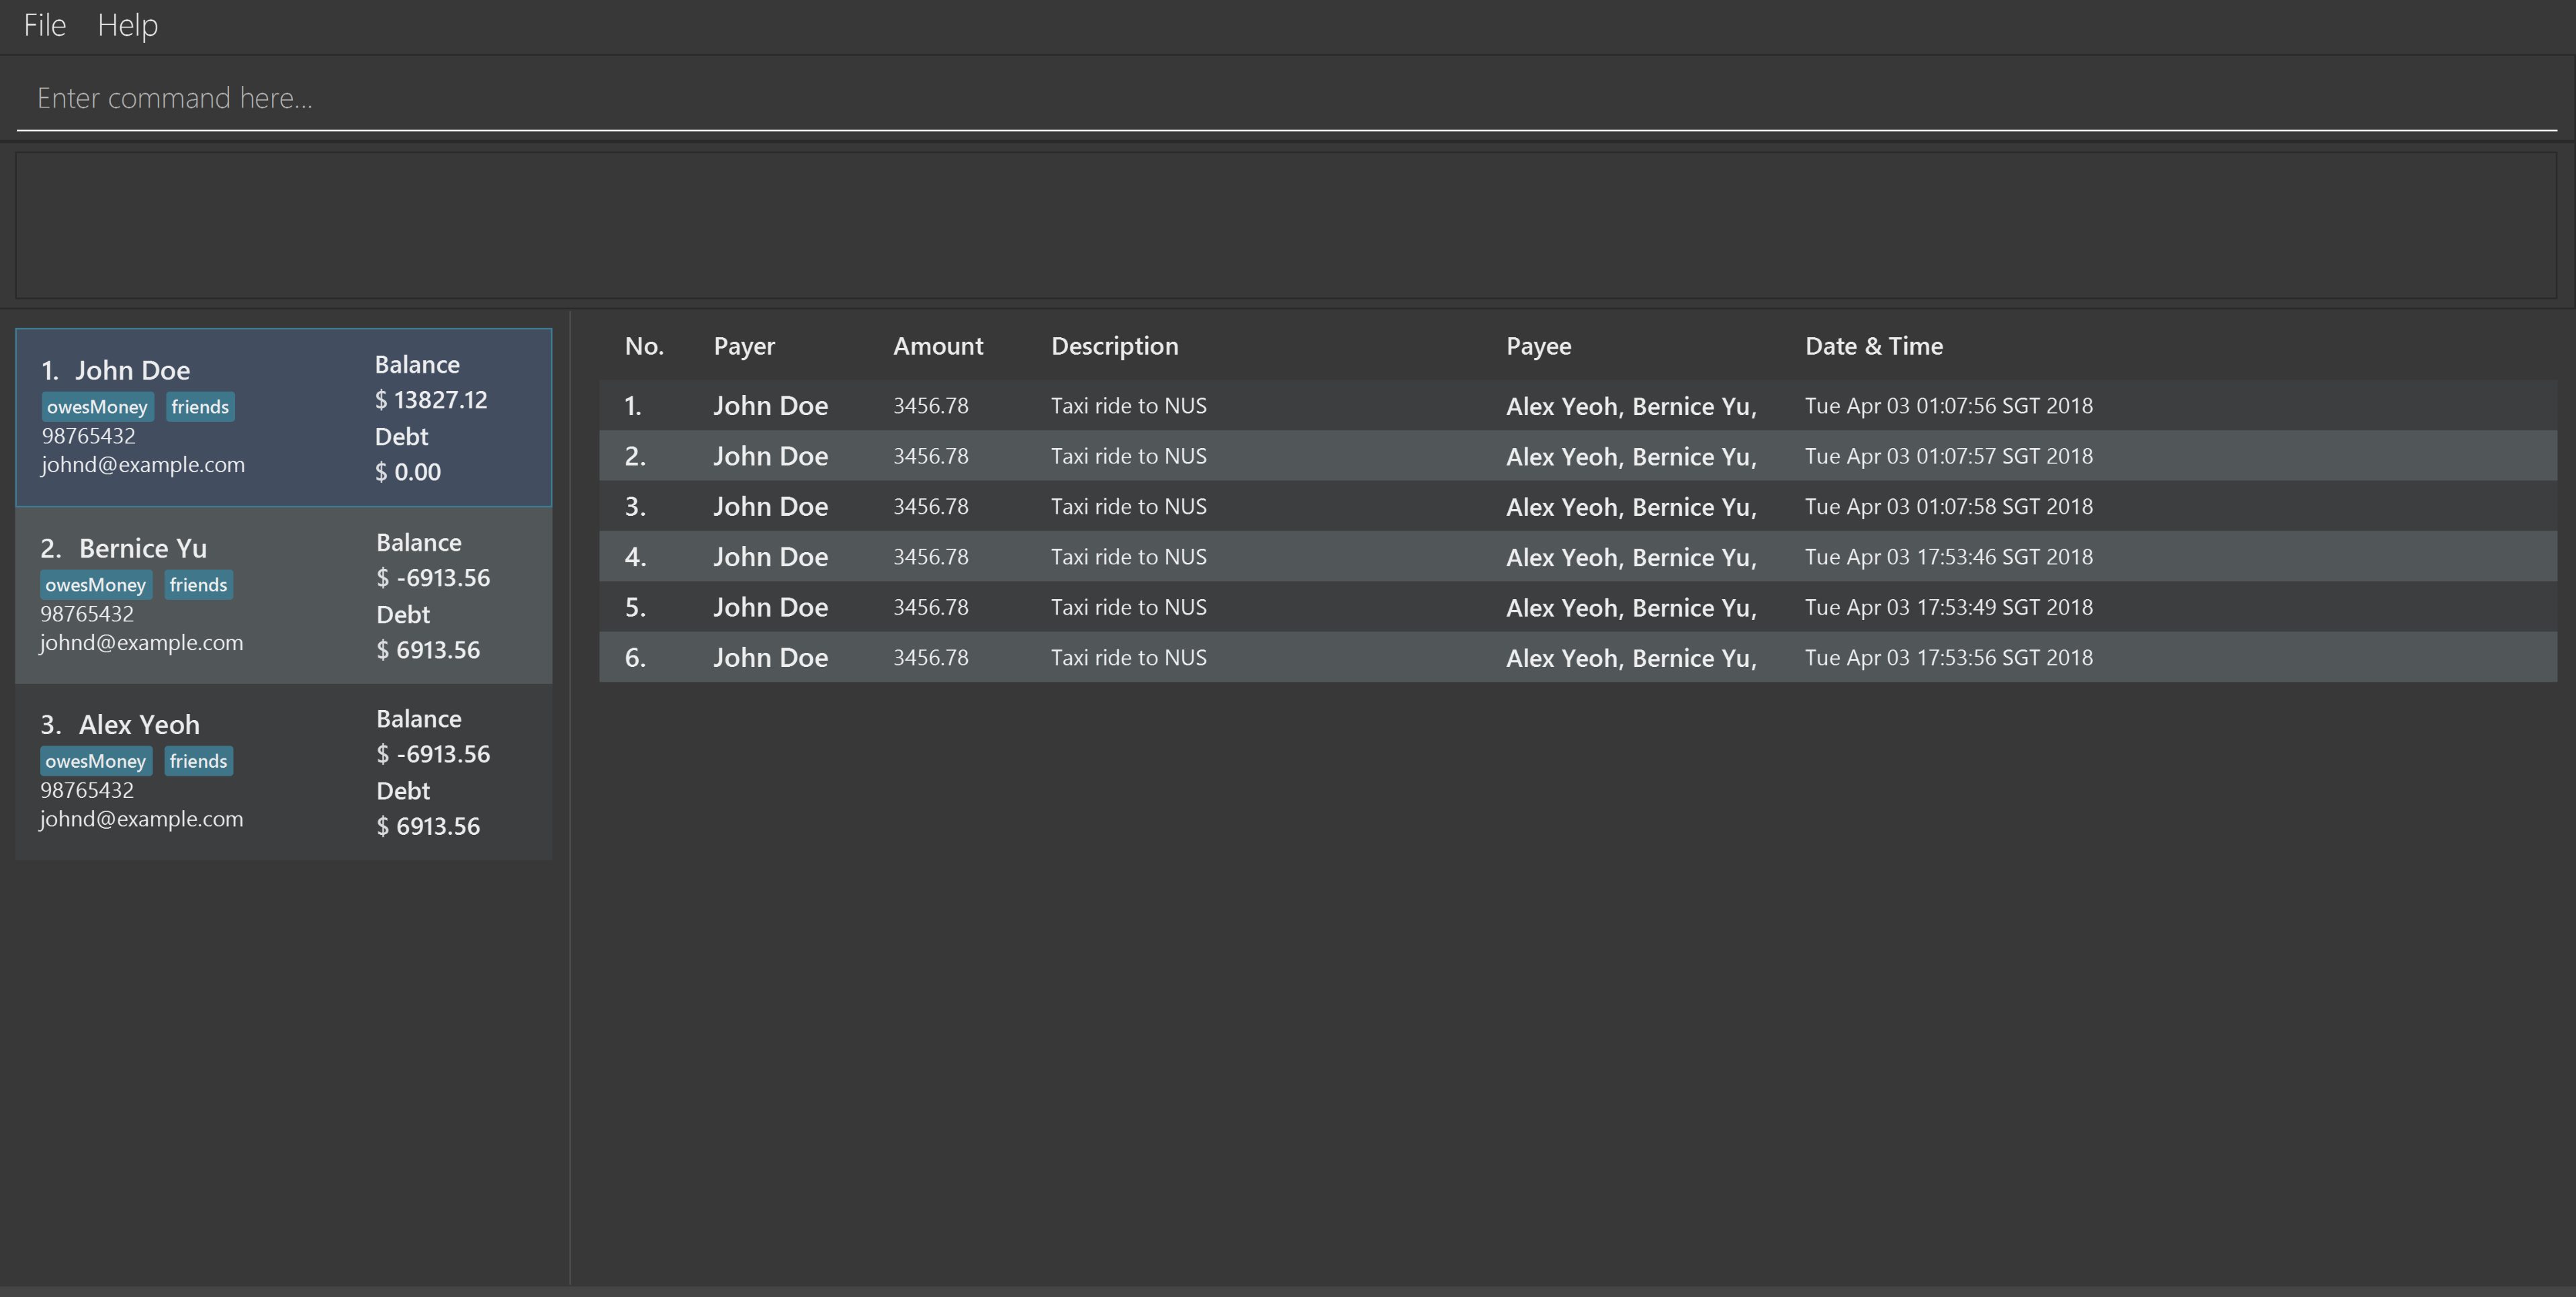 File Help
Enter command here...
1. John Doe
owesMoney friends
98765432
johnd@example.com
Balance
$ 13827.12
Debt
$ 0.00
2. Bernice Yu
owesMoney friends
98765432
johnd@example.com
Balance
$ -6913.56
Debt
$ 6913.56
3. Alex Yeoh
owesMoney friends
98765432
johnd@example.com
Balance
$ -6913.56
Debt
$ 6913.56
No. Payer Amount Description Payee Date & Time
1. John Doe 3456.78 Taxi ride to NUS Alex Yeoh, Bernice Yu, Tue Apr 03 01:07:56 SGT 2018
2. John Doe 3456.78 Taxi ride to NUS Alex Yeoh, Bernice Yu, Tue Apr 03 01:07:57 SGT 2018
3. John Doe 3456.78 Taxi ride to NUS Alex Yeoh, Bernice Yu, Tue Apr 03 01:07:58 SGT 2018
4. John Doe 3456.78 Taxi ride to NUS Alex Yeoh, Bernice Yu, Tue Apr 03 17:53:46 SGT 2018
5. John Doe 3456.78 Taxi ride to NUS Alex Yeoh, Bernice Yu, Tue Apr 03 17:53:49 SGT 2018
6. John Doe 3456.78 Taxi ride to NUS Alex Yeoh, Bernice Yu, Tue Apr 03 17:53:56 SGT 2018